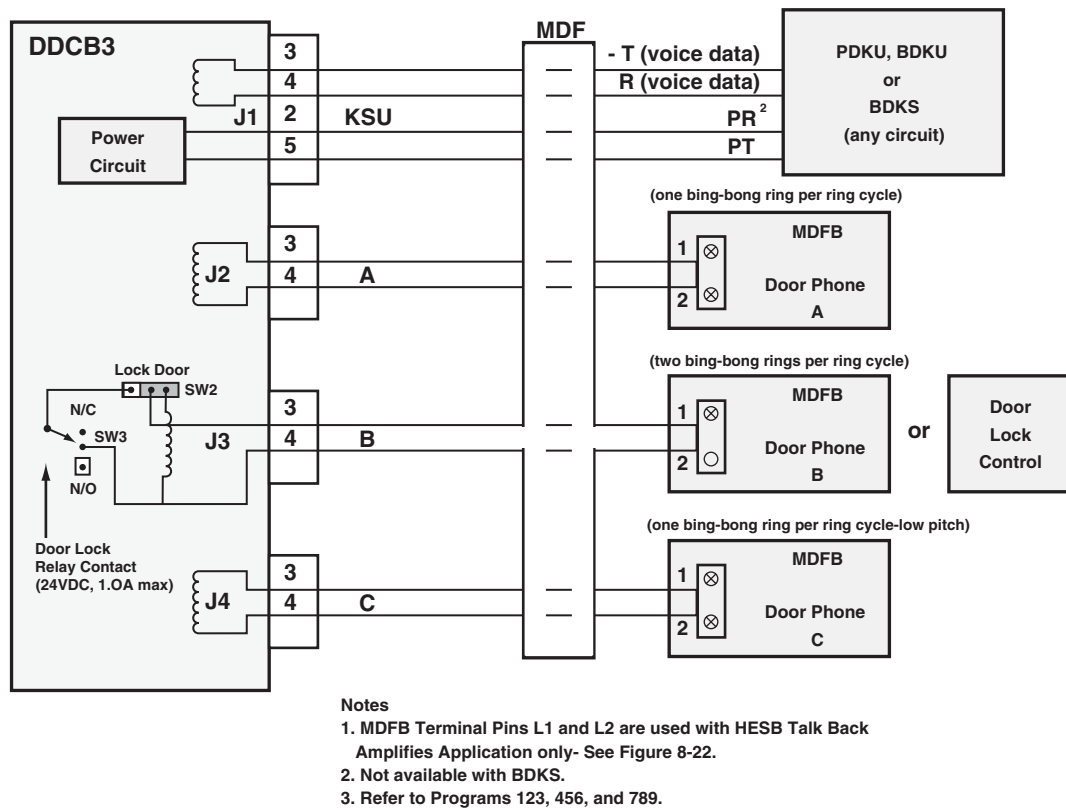 DDCB3
MDF
3
4
J1
2
KSU
5
Power
Circuit
- T (voice data)
R (voice data)
PR 2
PT
PDKU, BDKU
or
BDKS
(any circuit)
(one bing-bong ring per ring cycle)
J2
3
4
A
1
2
MDFB
Door Phone
A
(two bing-bong rings per ring cycle)
Lock Door
SW2
N/C
SW3
N/O
J3
3
4
B
1
2
MDFB
Door Phone
B
or
Door
Lock
Control
(one bing-bong ring per ring cycle-low pitch)
Door Lock
Relay Contact
(24VDC, 1.OA max)
J4
3
4
C
1
2
MDFB
Door Phone
C
Notes
1. MDFB Terminal Pins L1 and L2 are used with HESB Talk Back
Amplifies Application only- See Figure 8-22.
2. Not available with BDKS.
3. Refer to Programs 123, 456, and 789.